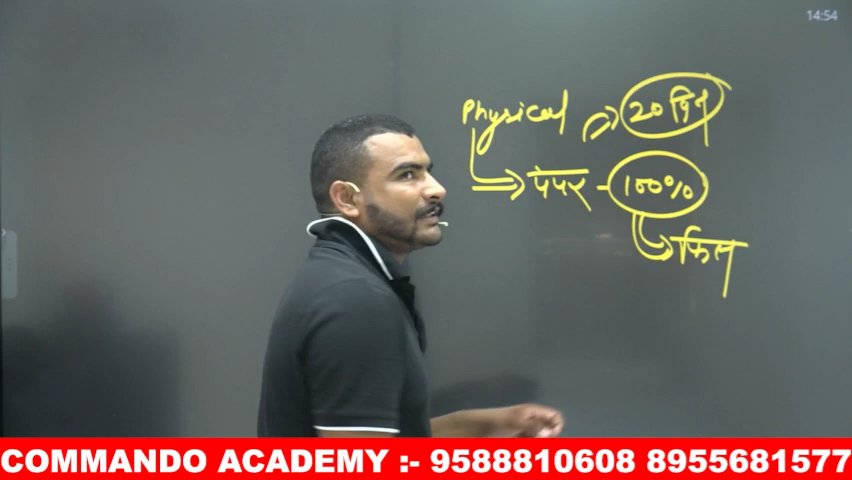 14:54
Physical => 20 दिन
=> पेपर - 100%
फिल
COMMANDO ACADEMY :- 9588810608 8955681577